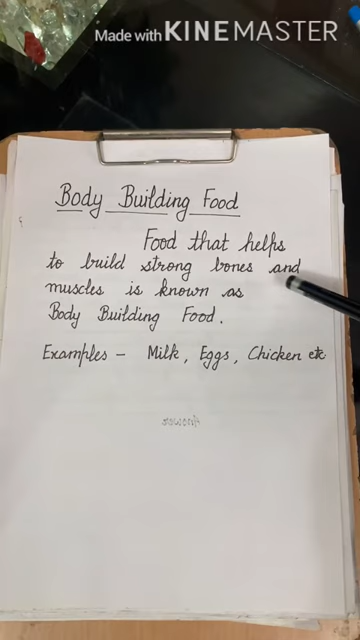 Made with KINEMASTER
Body Building Food
Food that helps
to build strong bones and
muscles is known as
Body Building Food.
Examples - Milk, Eggs, Chicken etc
Answer